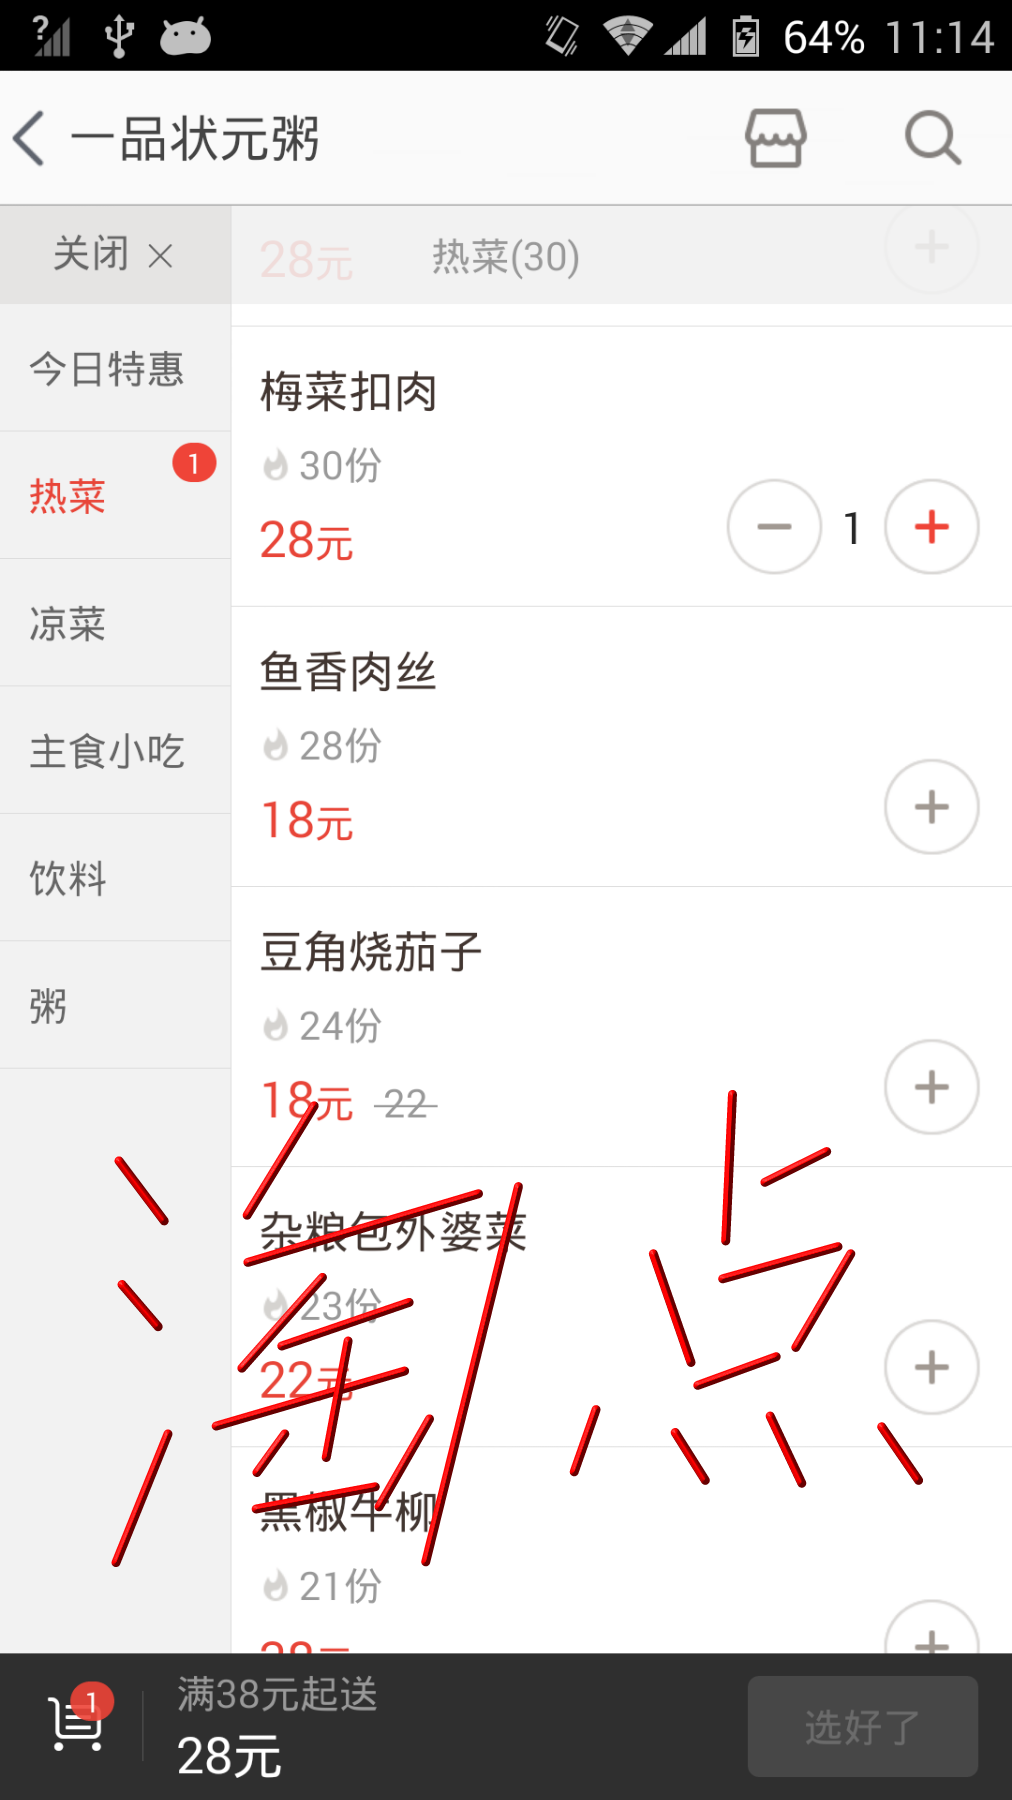 ? 64% 11:14
一品状元粥
关闭 ×
28元 热菜(30)
今日特惠
热菜 1
凉菜
主食小吃
饮料
粥
梅菜扣肉
30份
28元 − 1 +
鱼香肉丝
28份
18元 +
豆角烧茄子
24份
18元 22 +
杂粮包外婆菜
23份
22元 +
黑椒牛柳
21份
淘点
1
满38元起送
28元
选好了